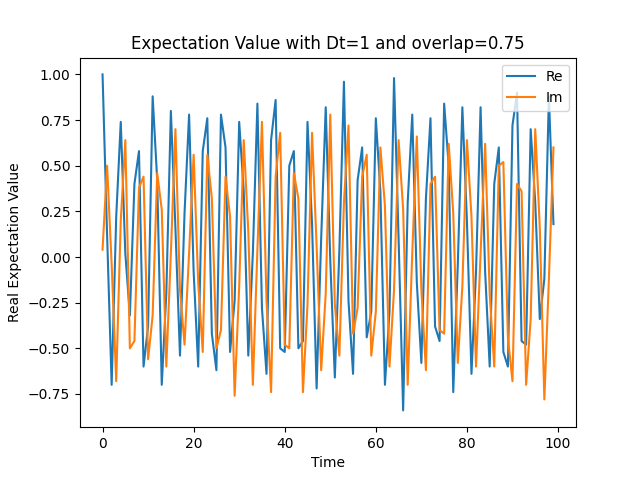 Expectation Value with Dt=1 and overlap=0.75
Re
Im
1.00
0.75
0.50
0.25
0.00
−0.25
−0.50
−0.75
Real Expectation Value
0
20
40
60
80
100
Time